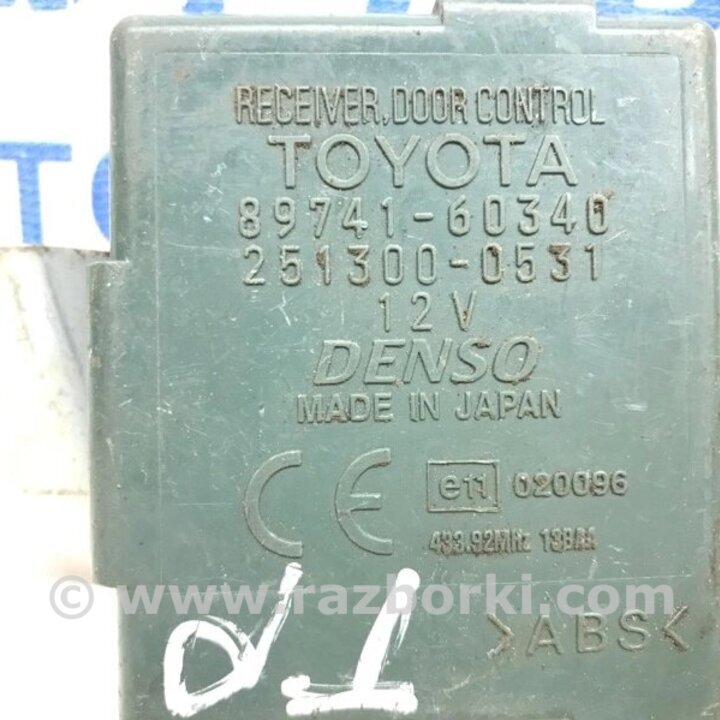 RECEIVER, DOOR CONTROL
TOYOTA
89741-60340
251300-0531
12V
DENSO
MADE IN JAPAN
CE e11 020096
433.92MHz 13BAA
© www.razborki.com
>ABS<